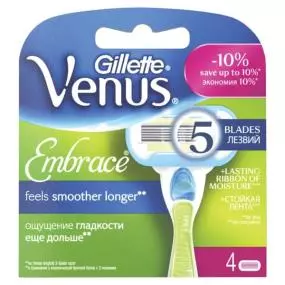 Gillette
Venus
-10%
save up to 10%*
экономия 10%*
5
BLADES
ЛЕЗВИЙ
Embrace
feels smoother longer**
+LASTING
RIBBON OF
MOISTURE***
+СТОЙКАЯ
ЛЕНТА***
ощущение гладкости
еще дольше**
4